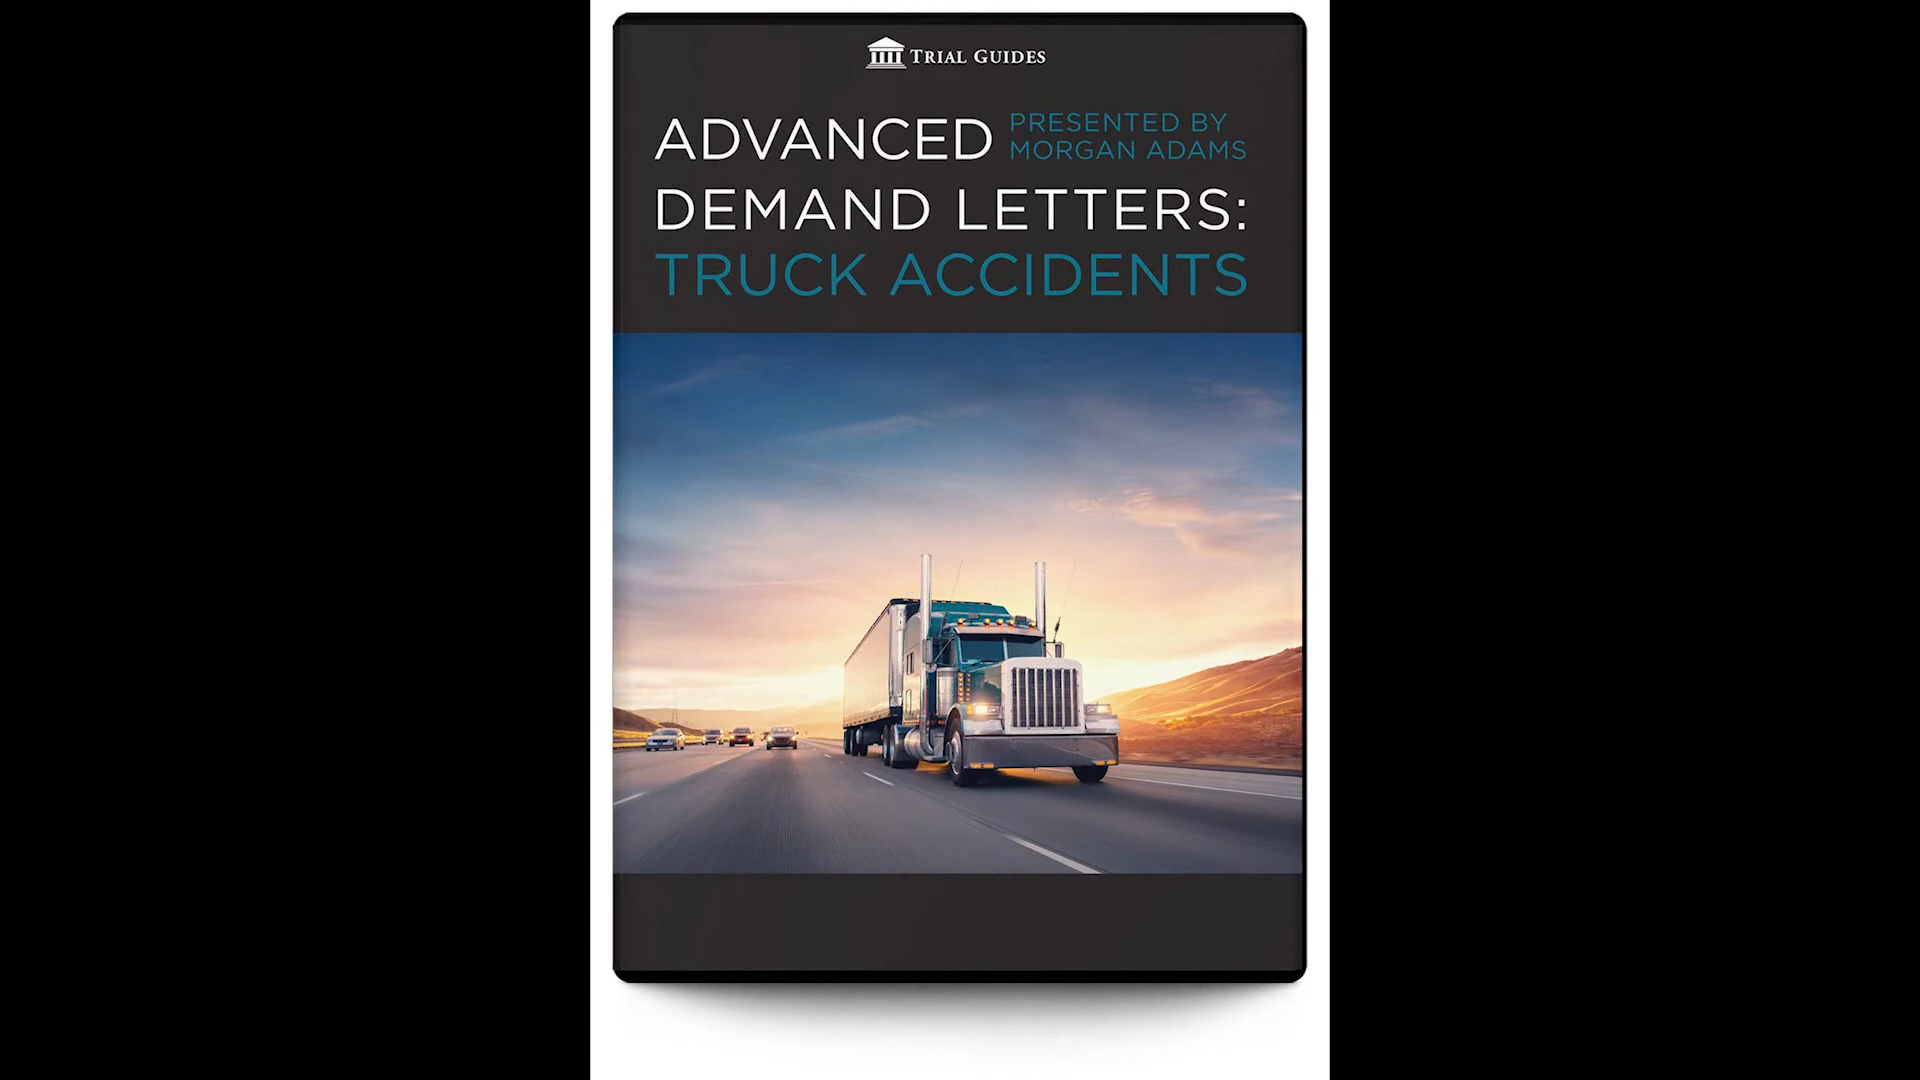 TRIAL GUIDES
ADVANCED
PRESENTED BY
MORGAN ADAMS
DEMAND LETTERS:
TRUCK ACCIDENTS